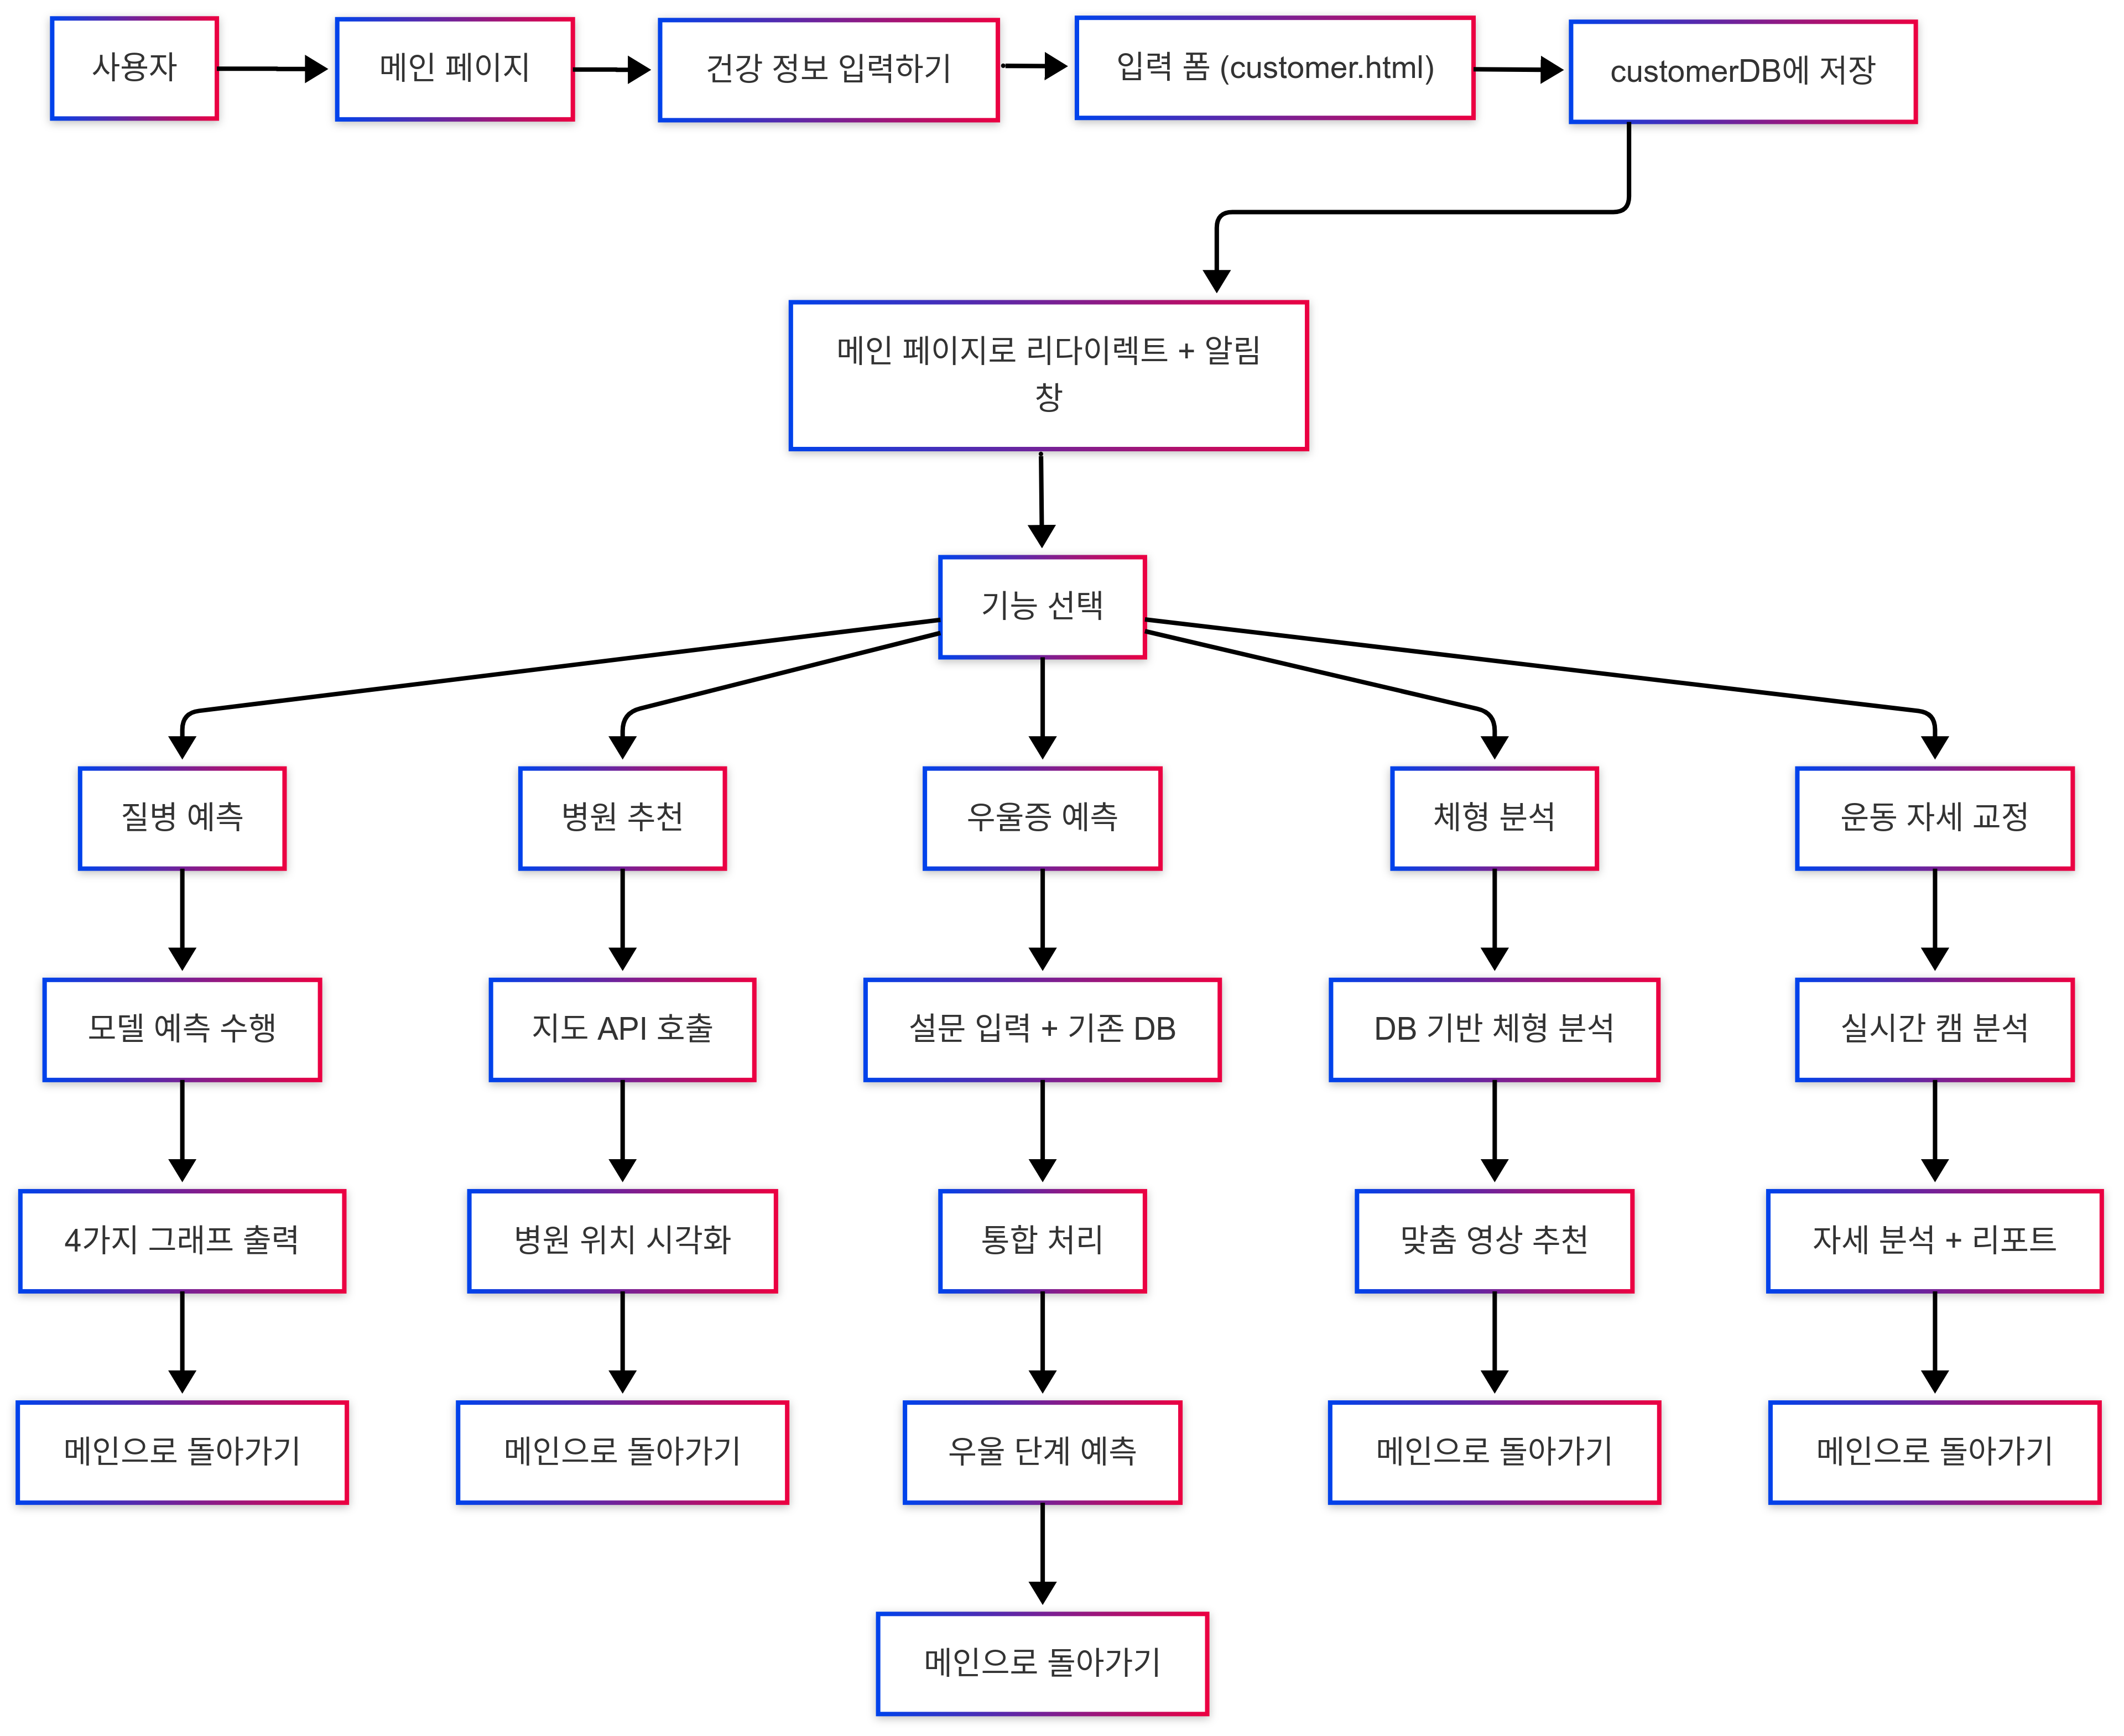 사용자
메인 페이지
건강 정보 입력하기
입력 폼 (customer.html)
customerDB에 저장
메인 페이지로 리다이렉트 + 알림
창
기능 선택
질병 예측
병원 추천
우울증 예측
체형 분석
운동 자세 교정
모델 예측 수행
지도 API 호출
설문 입력 + 기존 DB
DB 기반 체형 분석
실시간 캠 분석
4가지 그래프 출력
병원 위치 시각화
통합 처리
맞춤 영상 추천
자세 분석 + 리포트
메인으로 돌아가기
메인으로 돌아가기
우울 단계 예측
메인으로 돌아가기
메인으로 돌아가기
메인으로 돌아가기